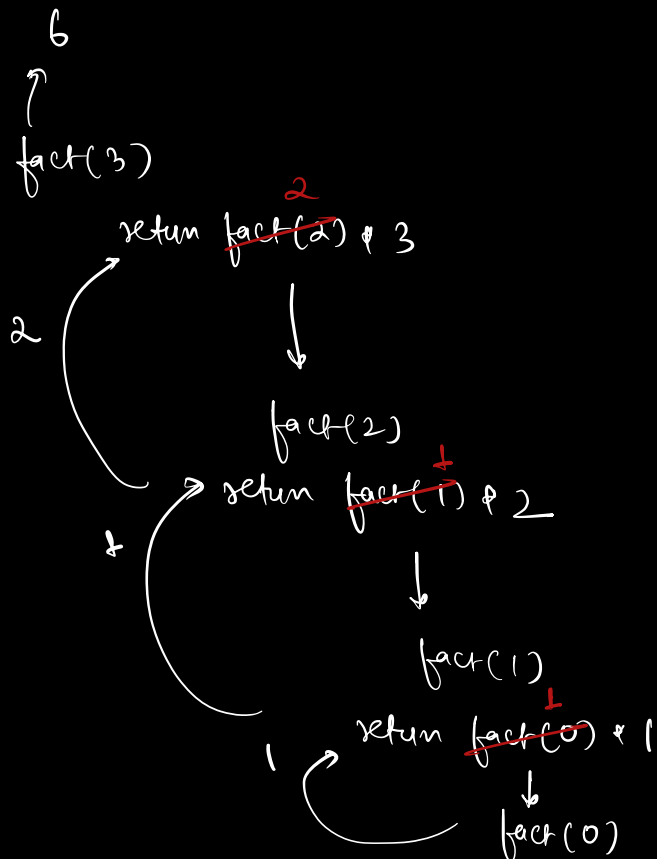 6
fact(3)
2
return fact(2) * 3
2
fact(2)
1
return fact(1) * 2
1
fact(1)
1
return fact(0) * 1
1
fact(0)